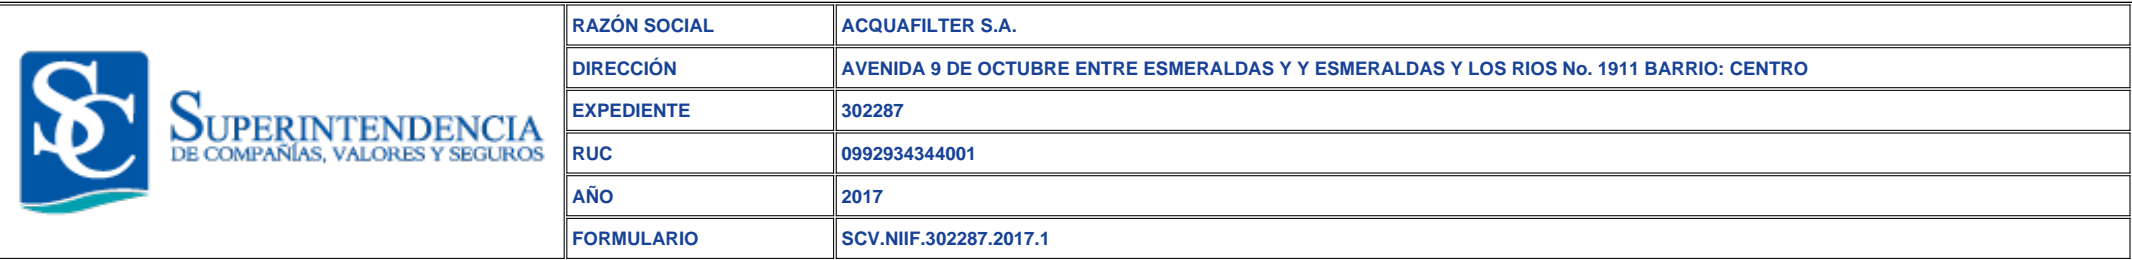 SC
SUPERINTENDENCIA
DE COMPAÑÍAS, VALORES Y SEGUROS
RAZÓN SOCIAL ACQUAFILTER S.A.
DIRECCIÓN AVENIDA 9 DE OCTUBRE ENTRE ESMERALDAS Y Y ESMERALDAS Y LOS RIOS No. 1911 BARRIO: CENTRO
EXPEDIENTE 302287
RUC 0992934344001
AÑO 2017
FORMULARIO SCV.NIIF.302287.2017.1